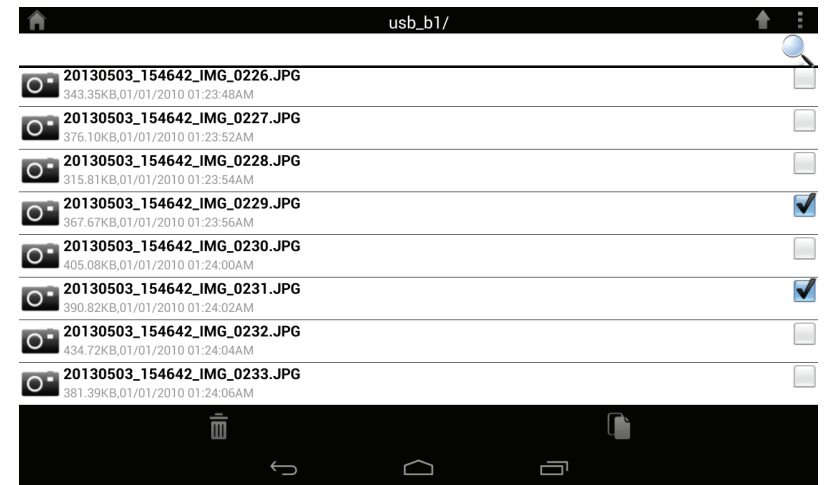 usb_b1/
20130503_154642_IMG_0226.JPG
343.35KB,01/01/2010 01:23:48AM
20130503_154642_IMG_0227.JPG
376.10KB,01/01/2010 01:23:52AM
20130503_154642_IMG_0228.JPG
315.81KB,01/01/2010 01:23:54AM
20130503_154642_IMG_0229.JPG
367.67KB,01/01/2010 01:23:56AM
20130503_154642_IMG_0230.JPG
405.08KB,01/01/2010 01:24:00AM
20130503_154642_IMG_0231.JPG
390.82KB,01/01/2010 01:24:02AM
20130503_154642_IMG_0232.JPG
434.72KB,01/01/2010 01:24:04AM
20130503_154642_IMG_0233.JPG
381.39KB,01/01/2010 01:24:06AM